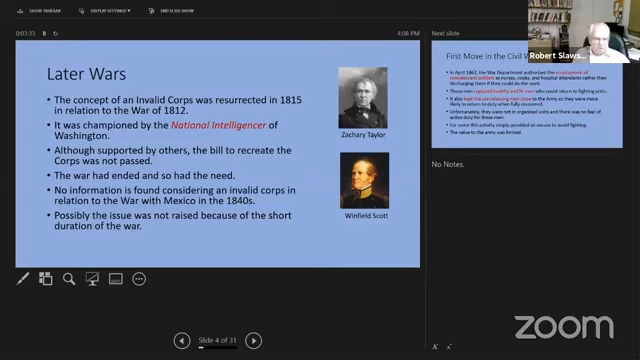 SHOW TASKBAR
DISPLAY SETTINGS
END SLIDE SHOW
0:03:31
4:08 PM
Later Wars
The concept of an Invalid Corps was resurrected in 1815
in relation to the War of 1812.
It was championed by the National Intelligencer of
Washington.
Although supported by others, the bill to recreate the
Corps was not passed.
The war had ended and so had the need.
No information is found considering an invalid corps in
relation to the War with Mexico in the 1840s.
Possibly the issue was not raised because of the short
duration of the war.
Zachary Taylor
Winfield Scott
Slide 4 of 31
Next slide
First Move in the Civil W
In April 1862, the War Department authorized the employment of
convalescent soldiers as nurses, cooks, and hospital attendants rather than
discharging them if they could do the work.
These men replaced healthy and fit men who could return to fighting units.
It also kept the convalescing men close to the Army so they were more
likely to return to duty when fully recovered.
Unfortunately, they were not in organized units and there was no feel of
active duty for these men.
For some this activity simply provided an excuse to avoid fighting.
The value to the army was limited.
Robert Slaws...
No Notes.
A A
zoom